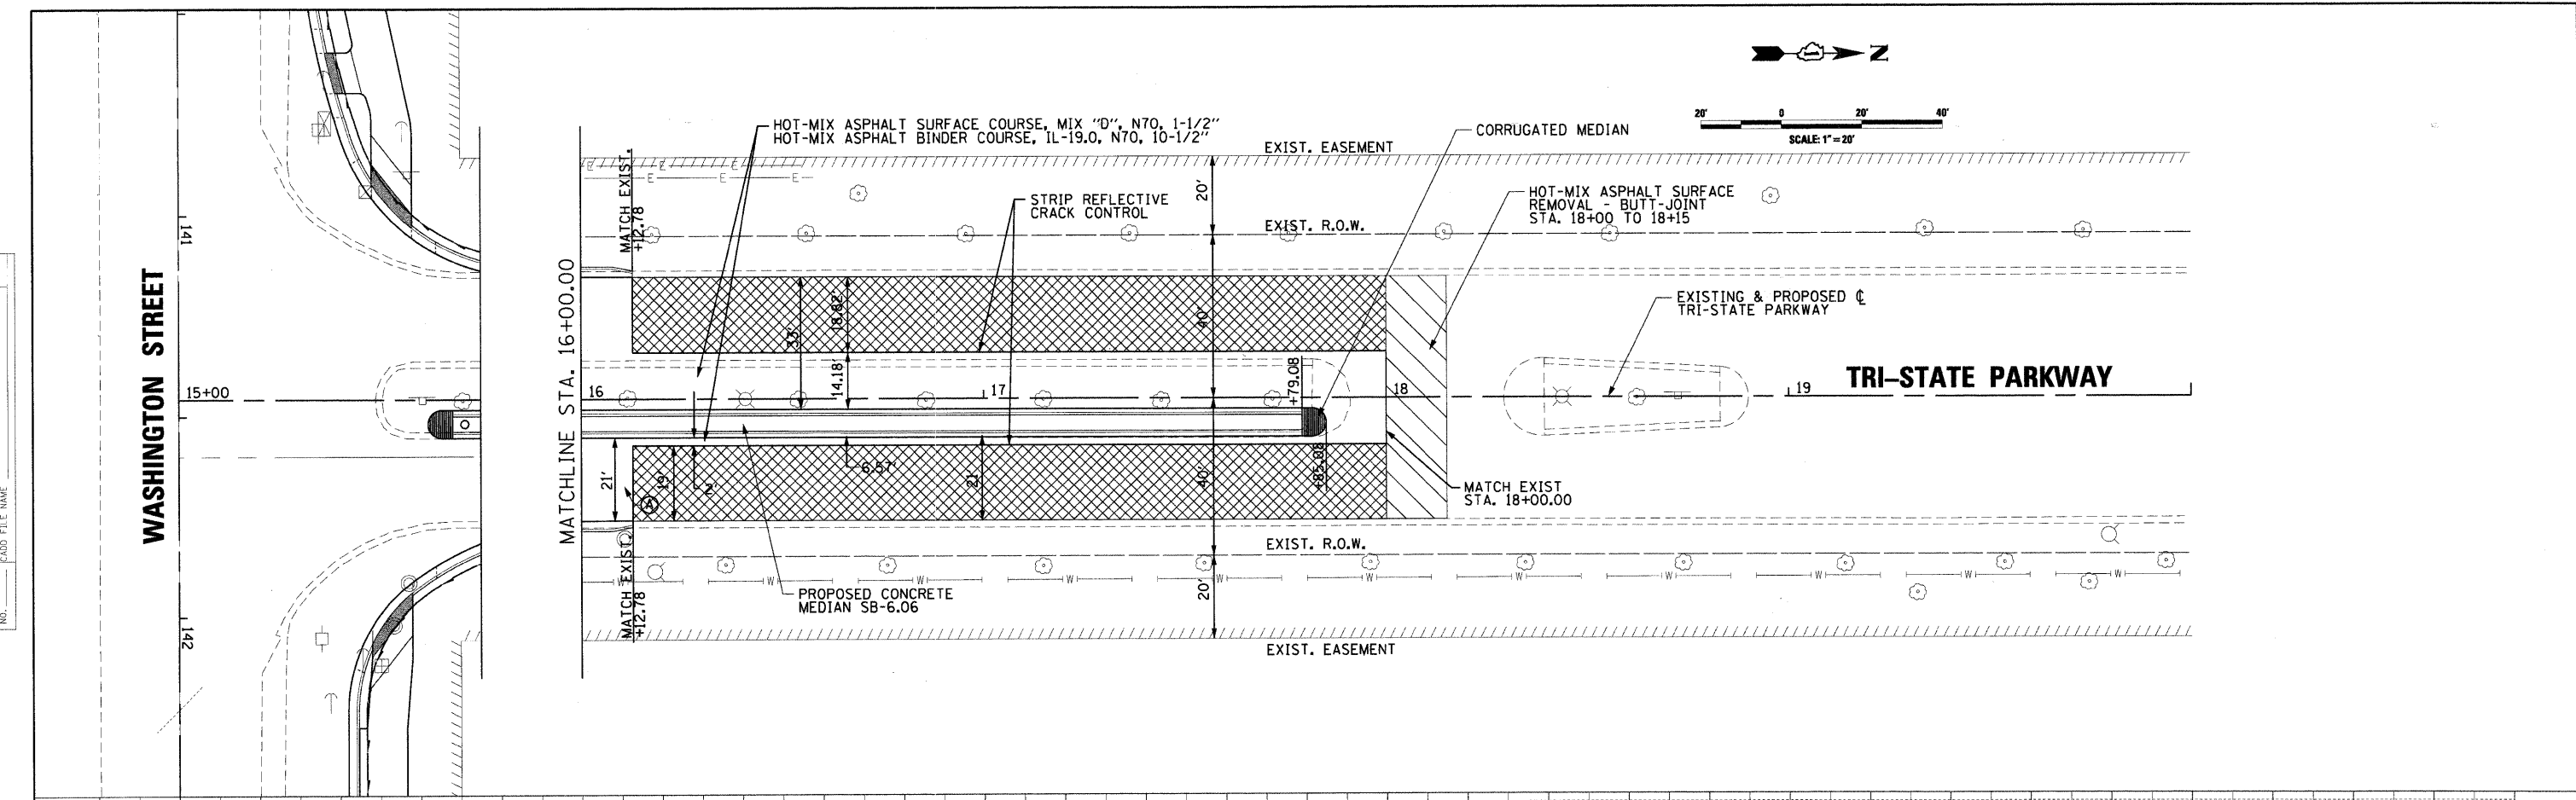 N
20' 0 20' 40'
SCALE: 1" = 20'
HOT-MIX ASPHALT SURFACE COURSE, MIX "D", N70, 1-1/2"
HOT-MIX ASPHALT BINDER COURSE, IL-19.0, N70, 10-1/2"
CORRUGATED MEDIAN
EXIST. EASEMENT
MATCH EXIST.
+12.78
E E E E
E E E
STRIP REFLECTIVE
CRACK CONTROL
20'
HOT-MIX ASPHALT SURFACE
REMOVAL - BUTT-JOINT
STA. 18+00 TO 18+15
EXIST. R.O.W.
141
WASHINGTON STREET
MATCHLINE STA. 16+00.00
33'
18.82'
14.18'
40'
EXISTING & PROPOSED ℄
TRI-STATE PARKWAY
+79.08
TRI-STATE PARKWAY
15+00
16
17
18
19
21'
19'
2'
6.57'
21'
40'
+85.08
A
MATCH EXIST
STA. 18+00.00
EXIST. R.O.W.
W W W W W W W W W W
MATCH EXIST.
+12.78
PROPOSED CONCRETE
MEDIAN SB-6.06
20'
142
EXIST. EASEMENT
NO.
CADD FILE NAME